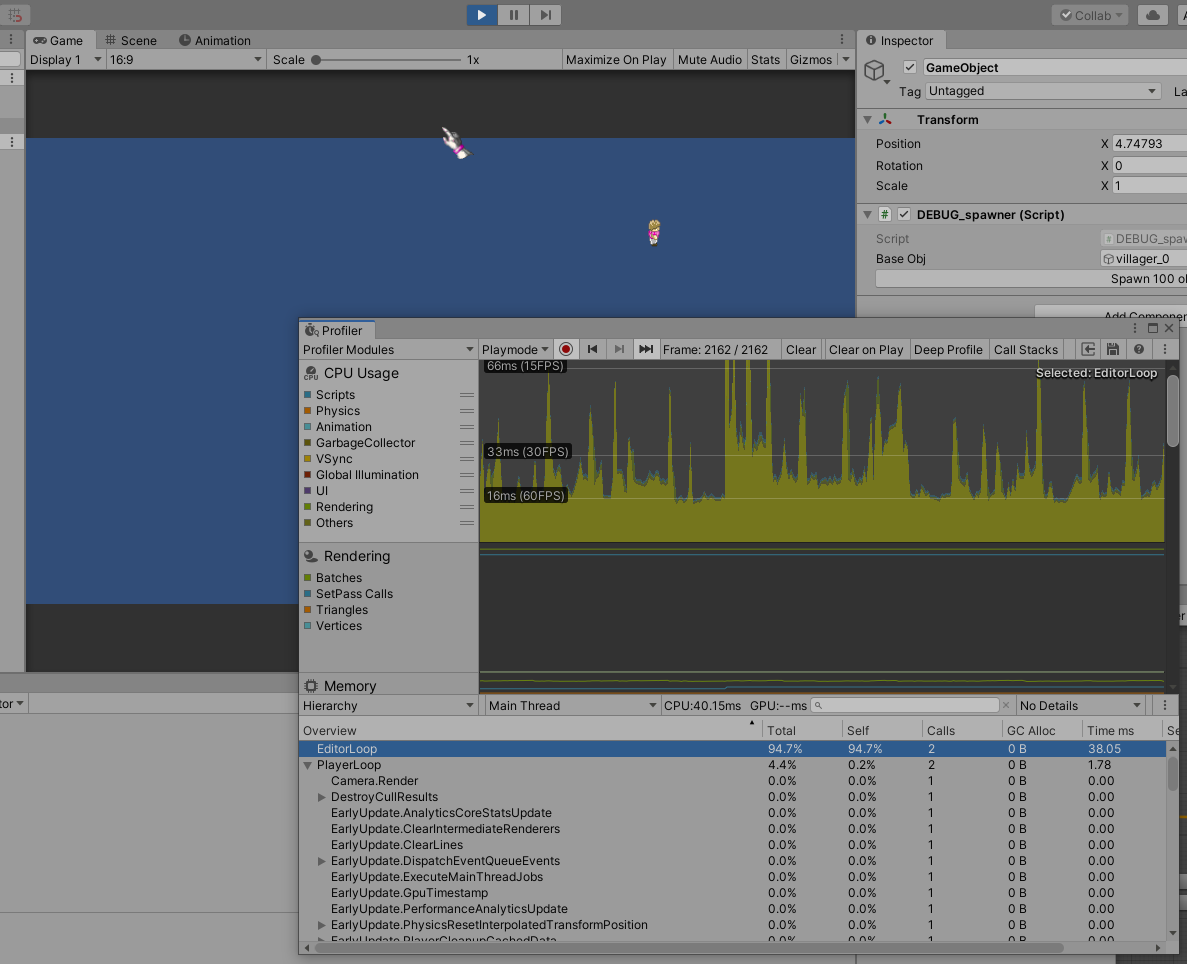 Collab
Game
Scene
Animation
Inspector
Display 1
16:9
Scale
1x
Maximize On Play
Mute Audio
Stats
Gizmos
GameObject
Tag Untagged
La
Transform
Position X 4.74793
Rotation X 0
Scale X 1
# DEBUG_spawner (Script)
Script # DEBUG_spaw
Base Obj villager_0
Spawn 100 ob
Add Component
Profiler
Profiler Modules
Playmode
Frame: 2162 / 2162
Clear
Clear on Play
Deep Profile
Call Stacks
CPU Usage
Scripts
Physics
Animation
GarbageCollector
VSync
Global Illumination
UI
Rendering
Others
66ms (15FPS)
Selected: EditorLoop
33ms (30FPS)
16ms (60FPS)
Rendering
Batches
SetPass Calls
Triangles
Vertices
Memory
tor
Hierarchy
Main Thread
CPU:40.15ms GPU:--ms
No Details
Overview Total Self Calls GC Alloc Time ms Se
EditorLoop 94.7% 94.7% 2 0 B 38.05
PlayerLoop 4.4% 0.2% 2 0 B 1.78
Camera.Render 0.0% 0.0% 1 0 B 0.00
DestroyCullResults 0.0% 0.0% 1 0 B 0.00
EarlyUpdate.AnalyticsCoreStatsUpdate 0.0% 0.0% 1 0 B 0.00
EarlyUpdate.ClearIntermediateRenderers 0.0% 0.0% 1 0 B 0.00
EarlyUpdate.ClearLines 0.0% 0.0% 1 0 B 0.00
EarlyUpdate.DispatchEventQueueEvents 0.0% 0.0% 1 0 B 0.00
EarlyUpdate.ExecuteMainThreadJobs 0.0% 0.0% 1 0 B 0.00
EarlyUpdate.GpuTimestamp 0.0% 0.0% 1 0 B 0.00
EarlyUpdate.PerformanceAnalyticsUpdate 0.0% 0.0% 1 0 B 0.00
EarlyUpdate.PhysicsResetInterpolatedTransformPosition 0.0% 0.0% 1 0 B 0.00
EarlyUpdate.PlayerCleanupCachedData 0.0% 0.0% 1 0 B 0.00